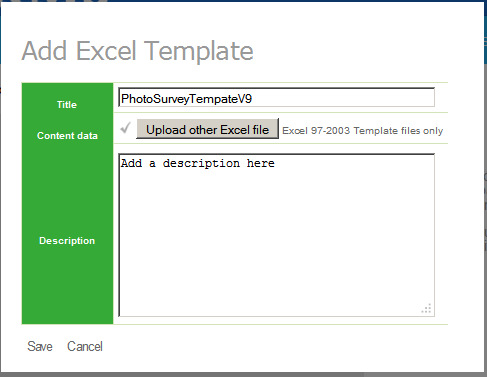 Add Excel Template
Title
PhotoSurveyTempateV9
Content data
Upload other Excel file
Excel 97-2003 Template files only
Description
Add a description here
Save
Cancel